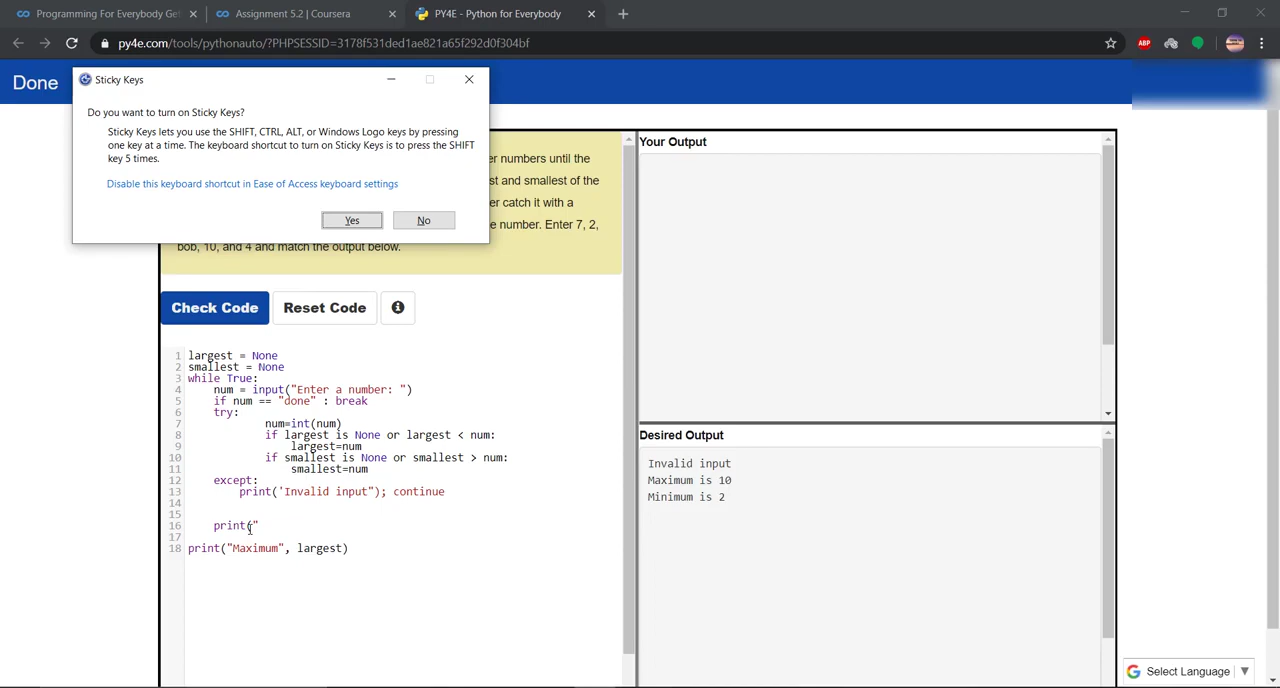 Programming For Everybody Get
Assignment 5.2 | Coursera
PY4E - Python for Everybody
py4e.com/tools/pythonauto/?PHPSESSID=3178f531ded1ae821a65f292d0f304bf
ABP
Done
Sticky Keys
Do you want to turn on Sticky Keys?
Sticky Keys lets you use the SHIFT, CTRL, ALT, or Windows Logo keys by pressing
one key at a time. The keyboard shortcut to turn on Sticky Keys is to press the SHIFT
key 5 times.
Disable this keyboard shortcut in Ease of Access keyboard settings
Yes No
er numbers until the
st and smallest of the
er catch it with a
e number. Enter 7, 2,
bob, 10, and 4 and match the output below.
Check Code Reset Code
1 largest = None
2 smallest = None
3 while True:
4 num = input("Enter a number: ")
5 if num == "done" : break
6 try:
7 num=int(num)
8 if largest is None or largest < num:
9 largest=num
10 if smallest is None or smallest > num:
11 smallest=num
12 except:
13 print('Invalid input"); continue
14
15
16 print("
17
18 print("Maximum", largest)
Your Output
Desired Output
Invalid input
Maximum is 10
Minimum is 2
G Select Language